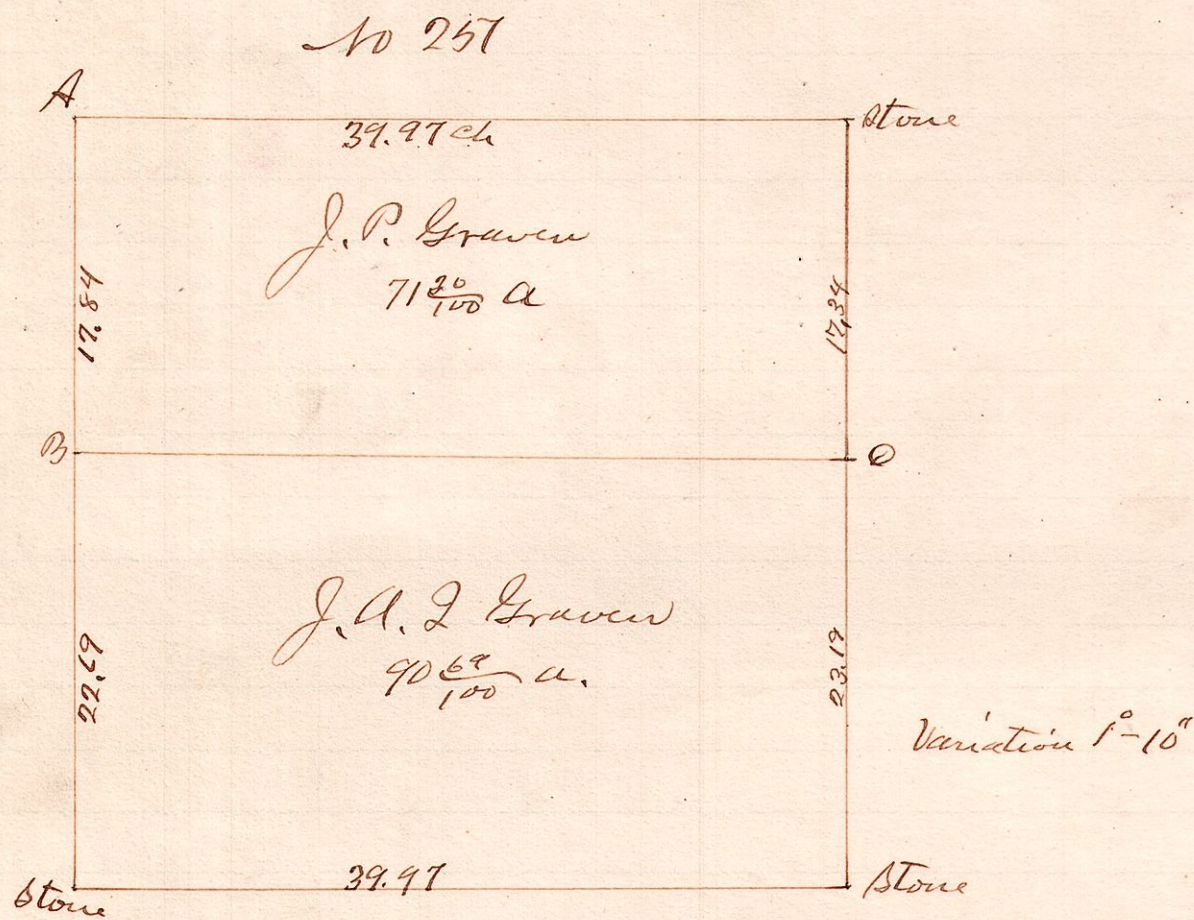 No 257
A
39.97 ch
Stone
J. P. Graven
71 30/100 a
17.84
17.34
B
O
J. A. I Graven
90 69/100 a.
22.69
23.19
Variation 1° - 10"
Stone
39.97
Stone